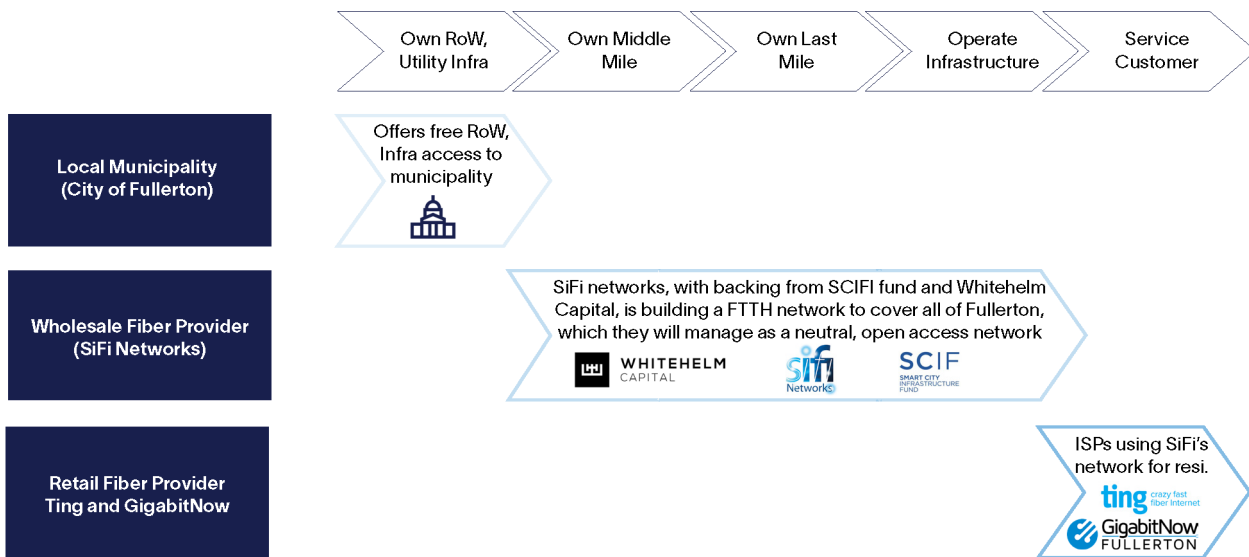 Own RoW,
Utility Infra
Own Middle
Mile
Own Last
Mile
Operate
Infrastructure
Service
Customer
Local Municipality
(City of Fullerton)
Offers free RoW,
Infra access to
municipality
Wholesale Fiber Provider
(SiFi Networks)
SiFi networks, with backing from SCIFI fund and Whitehelm
Capital, is building a FTTH network to cover all of Fullerton,
which they will manage as a neutral, open access network
WHITEHELM
CAPITAL
sifi
Networks
SCIF
SMART CITY
INFRASTRUCTURE
FUND
Retail Fiber Provider
Ting and GigabitNow
ISPs using SiFi's
network for resi.
ting crazy fast
fiber Internet
GigabitNow
FULLERTON